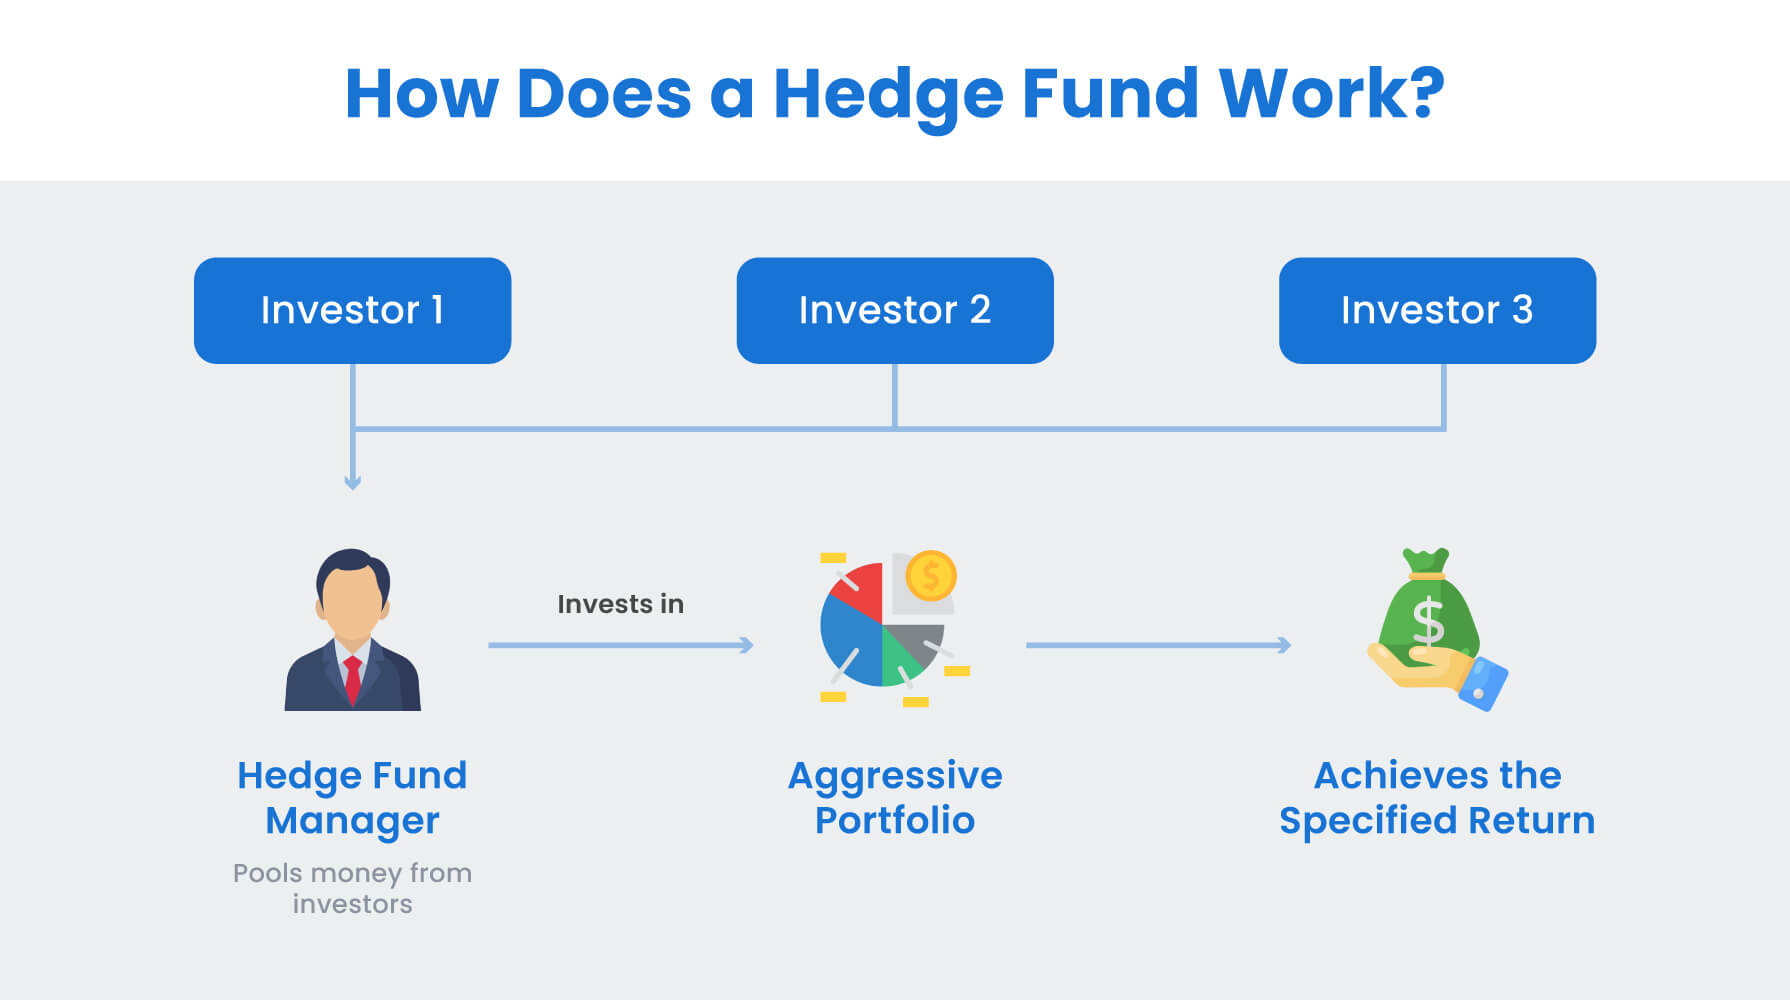 How Does a Hedge Fund Work?
Investor 1
Investor 2
Investor 3
Invests in
$
$
Hedge Fund
Manager
Pools money from
investors
Aggressive
Portfolio
Achieves the
Specified Return